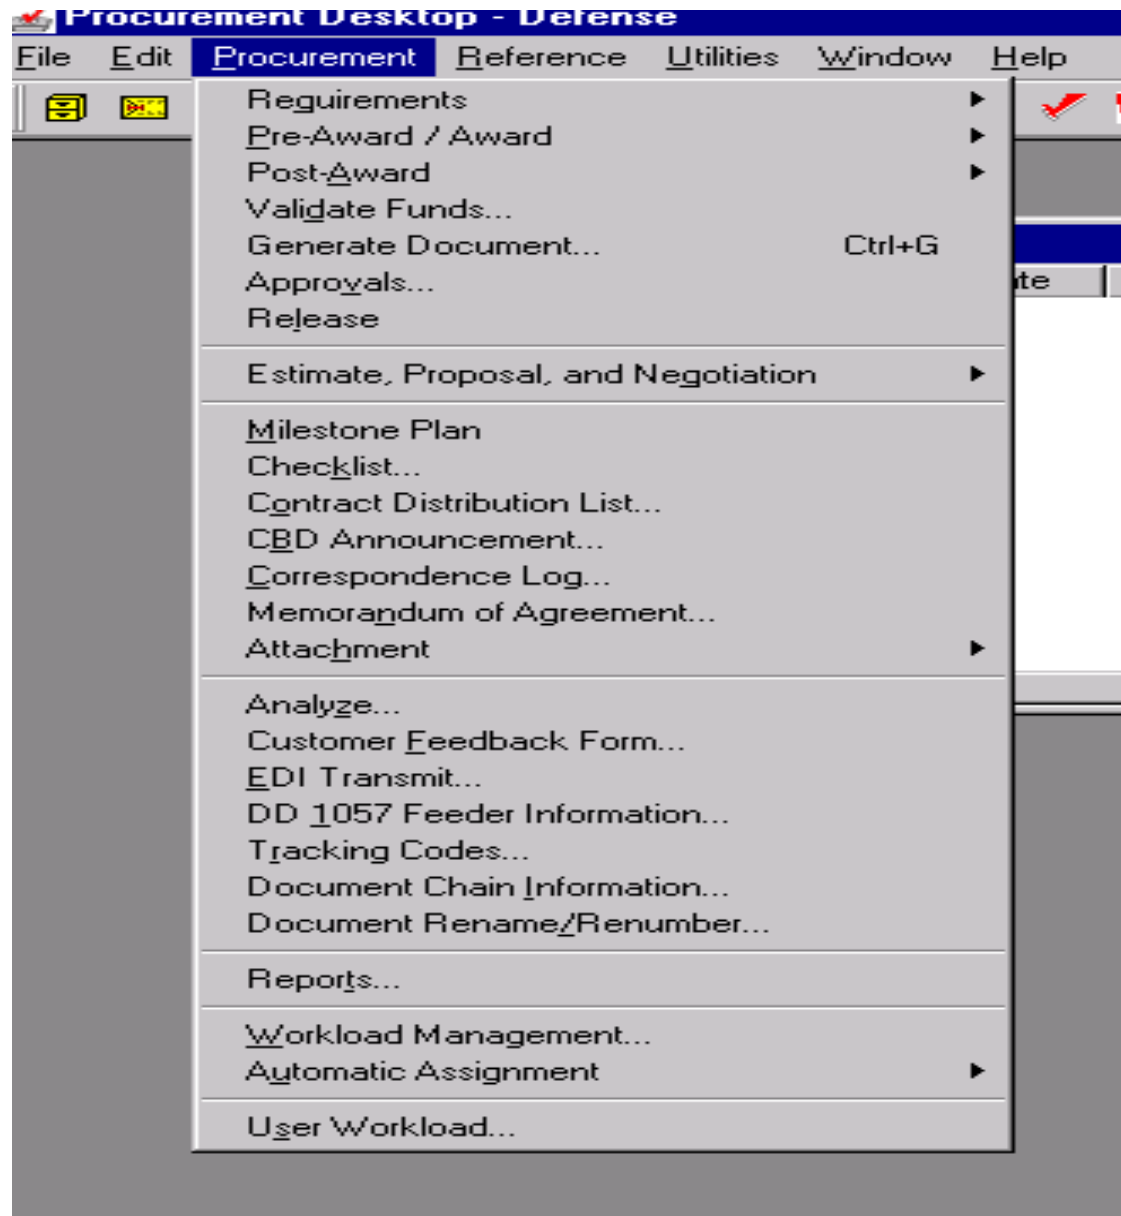 Procurement Desktop - Defense
File Edit Procurement Reference Utilities Window Help
Requirements
Pre-Award / Award
Post-Award
Validate Funds...
Generate Document... Ctrl+G
Approvals...
Release
Estimate, Proposal, and Negotiation
Milestone Plan
Checklist...
Contract Distribution List...
CBD Announcement...
Correspondence Log...
Memorandum of Agreement...
Attachment
Analyze...
Customer Feedback Form...
EDI Transmit...
DD 1057 Feeder Information...
Tracking Codes...
Document Chain Information...
Document Rename/Renumber...
Reports...
Workload Management...
Automatic Assignment
User Workload...